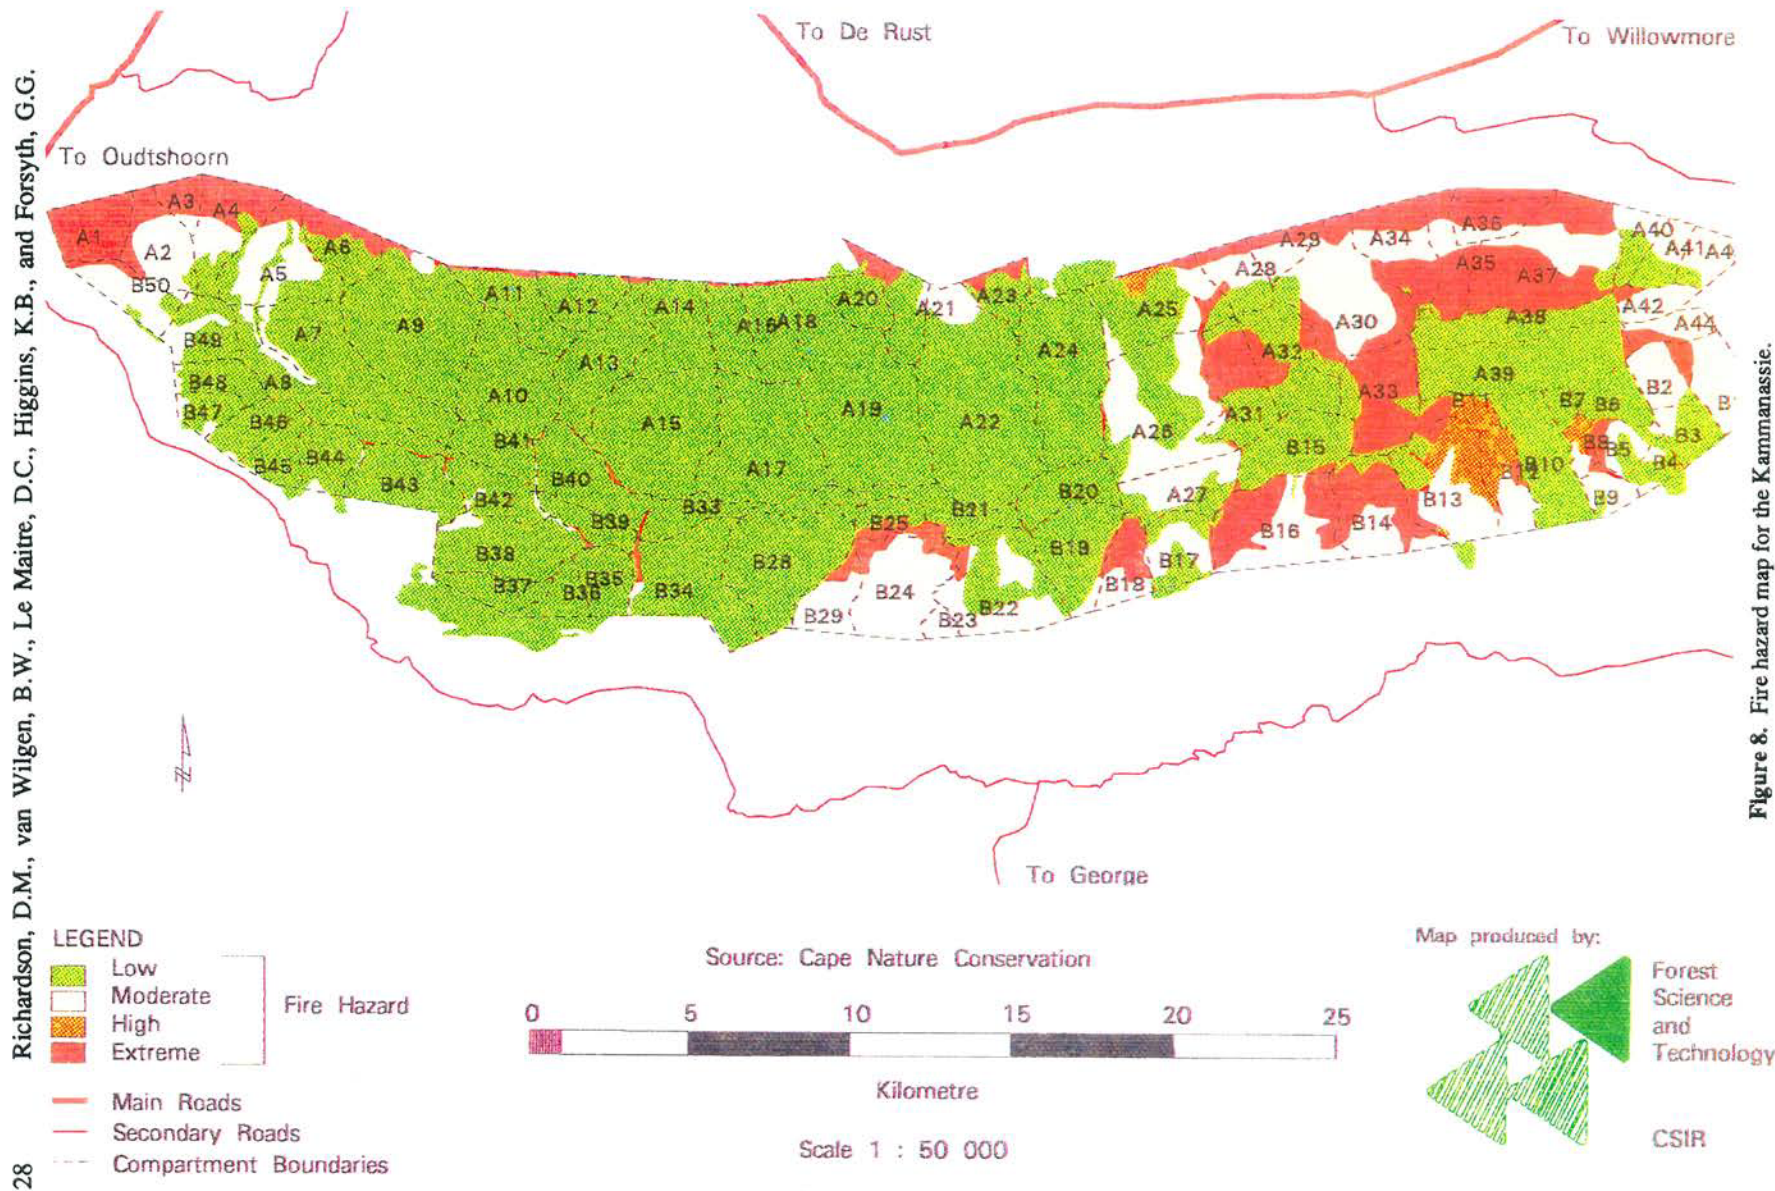 Richardson, D.M., van Wilgen, B.W., Le Maitre, D.C., Higgins, K.B., and Forsyth, G.G.
28
To De Rust
To Willowmore
To Oudtshoorn
A1
A2
A3
A4
A5
A6
A7
A8
A9
A10
A11
A12
A13
A14
A15
A16
A18
A17
A19
A20
A21
A22
A23
A24
A25
A26
A27
A28
A29
A30
A31
A32
A33
A34
A35
A36
A37
A38
A39
A40
A41
A4
A42
A44
B2
B3
B4
B5
B6
B7
B8
B9
B10
B11
B12
B13
B14
B15
B16
B17
B18
B19
B20
B21
B22
B23
B24
B25
B28
B29
B33
B34
B35
B36
B37
B38
B39
B40
B41
B42
B43
B44
B45
B46
B47
B48
B49
B50
To George
Figure 8. Fire hazard map for the Kammanassie.
LEGEND
Low
Moderate
High
Extreme
Fire Hazard
Main Roads
Secondary Roads
Compartment Boundaries
Source: Cape Nature Conservation
0 5 10 15 20 25
Kilometre
Scale 1 : 50 000
Map produced by:
Forest
Science
and
Technology
CSIR